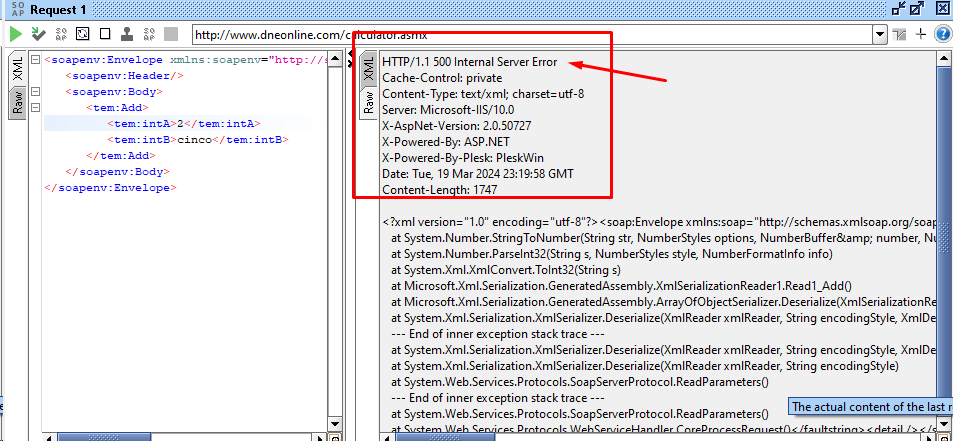 SO
AP
Request 1
SO
AP
http://www.dneonline.com/calculator.asmx
XML
Raw
<soapenv:Envelope xmlns:soapenv="http://s
<soapenv:Header/>
<soapenv:Body>
<tem:Add>
<tem:intA>2</tem:intA>
<tem:intB>cinco</tem:intB>
</tem:Add>
</soapenv:Body>
</soapenv:Envelope>
XML
Raw
HTTP/1.1 500 Internal Server Error
Cache-Control: private
Content-Type: text/xml; charset=utf-8
Server: Microsoft-IIS/10.0
X-AspNet-Version: 2.0.50727
X-Powered-By: ASP.NET
X-Powered-By-Plesk: PleskWin
Date: Tue, 19 Mar 2024 23:19:58 GMT
Content-Length: 1747
<?xml version="1.0" encoding="utf-8"?><soap:Envelope xmlns:soap="http://schemas.xmlsoap.org/soap
at System.Number.StringToNumber(String str, NumberStyles options, NumberBuffer&amp; number, Nu
at System.Number.ParseInt32(String s, NumberStyles style, NumberFormatInfo info)
at System.Xml.XmlConvert.ToInt32(String s)
at Microsoft.Xml.Serialization.GeneratedAssembly.XmlSerializationReader1.Read1_Add()
at Microsoft.Xml.Serialization.GeneratedAssembly.ArrayOfObjectSerializer.Deserialize(XmlSerializationRe
at System.Xml.Serialization.XmlSerializer.Deserialize(XmlReader xmlReader, String encodingStyle, XmlDe
--- End of inner exception stack trace ---
at System.Xml.Serialization.XmlSerializer.Deserialize(XmlReader xmlReader, String encodingStyle, XmlDe
at System.Xml.Serialization.XmlSerializer.Deserialize(XmlReader xmlReader, String encodingStyle)
at System.Web.Services.Protocols.SoapServerProtocol.ReadParameters()
--- End of inner exception stack trace ---
at System.Web.Services.Protocols.SoapServerProtocol.ReadParameters()
at System.Web.Services.Protocols.WebServiceHandler.CoreProcessRequest()</faultstring><detail /></s
The actual content of the last r